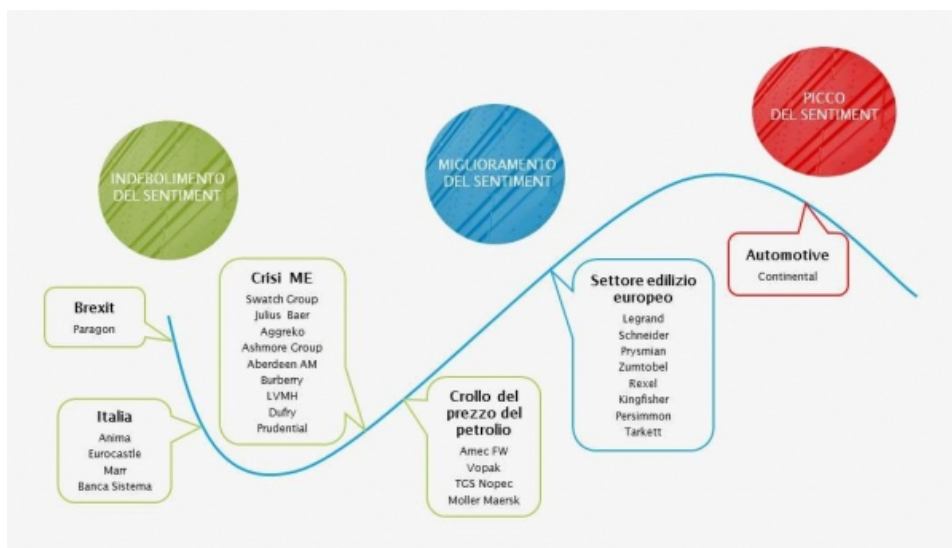 PICCO
DEL SENTIMENT
MIGLIORAMENTO
DEL SENTIMENT
INDEBOLIMENTO
DEL SENTIMENT
Brexit
Paragon
Italia
Anima
Eurocastle
Marr
Banca Sistema
Crisi ME
Swatch Group
Julius Baer
Aggreko
Ashmore Group
Aberdeen AM
Burberry
LVMH
Dufry
Prudential
Crollo del
prezzo del
petrolio
Amec FW
Vopak
TGS Nopec
Moller Maersk
Settore edilizio
europeo
Legrand
Schneider
Prysmian
Zumtobel
Rexel
Kingfisher
Persimmon
Tarkett
Automotive
Continental